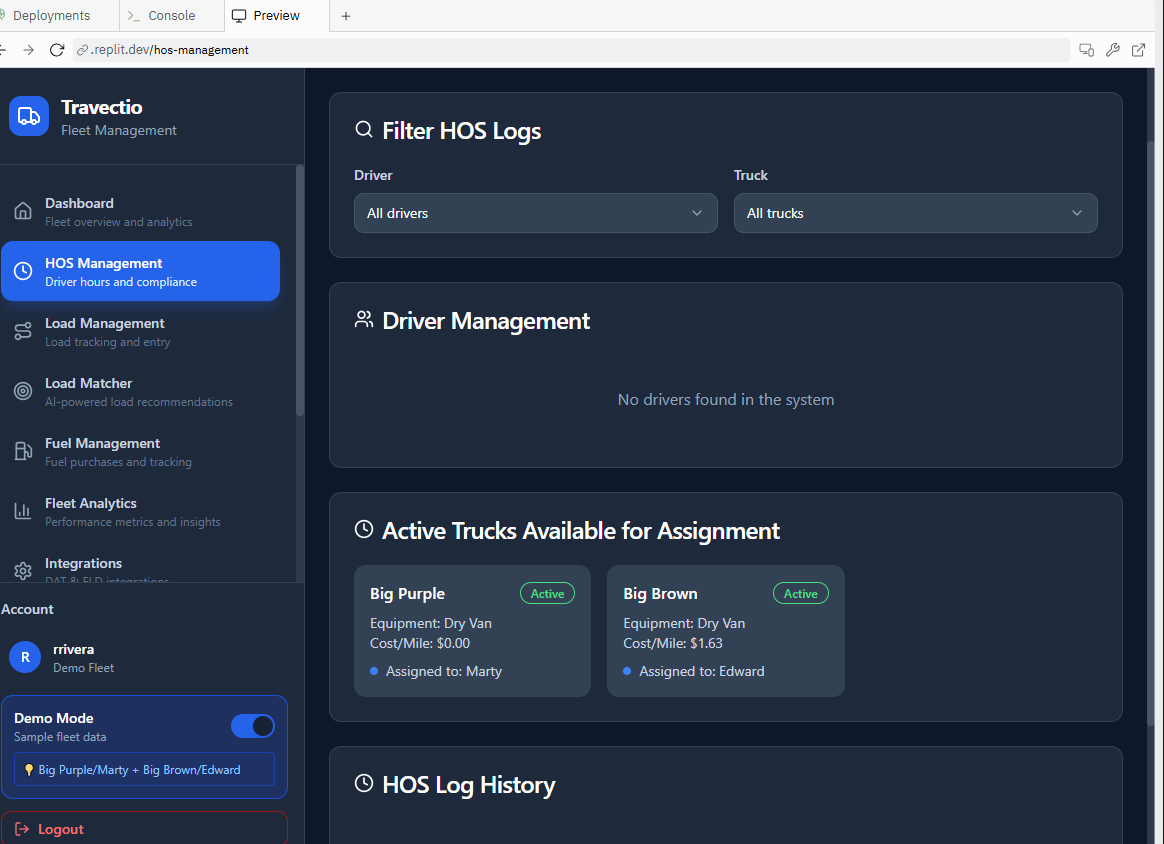 Deployments
Console
Preview
.replit.dev/hos-management
Travectio
Fleet Management
Dashboard
Fleet overview and analytics
HOS Management
Driver hours and compliance
Load Management
Load tracking and entry
Load Matcher
AI-powered load recommendations
Fuel Management
Fuel purchases and tracking
Fleet Analytics
Performance metrics and insights
Integrations
DAT & ELD integrations
Account
R
rrivera
Demo Fleet
Demo Mode
Sample fleet data
Big Purple/Marty + Big Brown/Edward
Logout
Filter HOS Logs
Driver
Truck
All drivers
All trucks
Driver Management
No drivers found in the system
Active Trucks Available for Assignment
Big Purple
Active
Equipment: Dry Van
Cost/Mile: $0.00
Assigned to: Marty
Big Brown
Active
Equipment: Dry Van
Cost/Mile: $1.63
Assigned to: Edward
HOS Log History